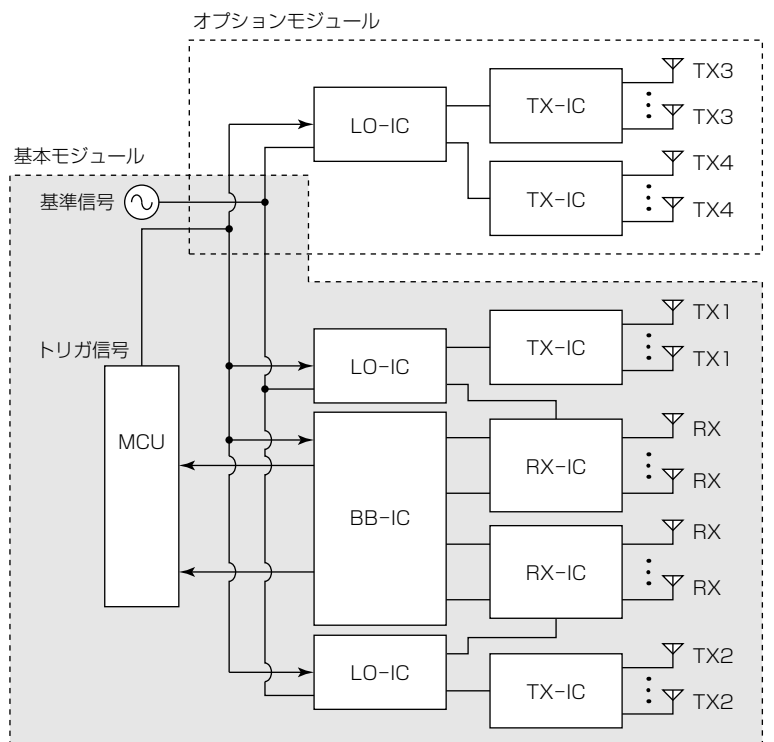 オプションモジュール
TX3
TX-IC
LO-IC
TX3
基本モジュール
TX4
TX-IC
基準信号
TX4
TX1
TX-IC
トリガ信号
LO-IC
TX1
MCU
RX
RX-IC
RX
BB-IC
RX
RX-IC
RX
LO-IC
TX2
TX-IC
TX2